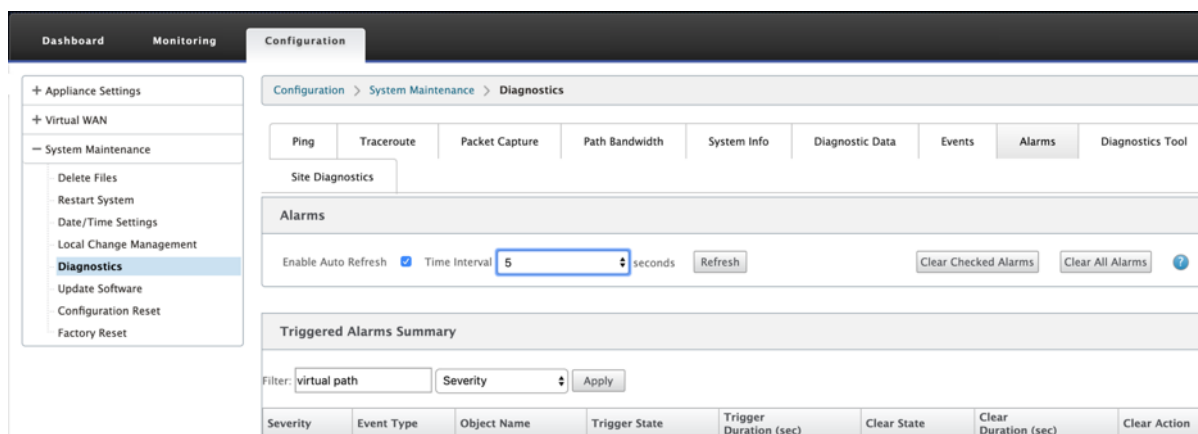 Dashboard Monitoring Configuration
+ Appliance Settings
+ Virtual WAN
− System Maintenance
Delete Files
Restart System
Date/Time Settings
Local Change Management
Diagnostics
Update Software
Configuration Reset
Factory Reset
Configuration > System Maintenance > Diagnostics
Ping Traceroute Packet Capture Path Bandwidth System Info Diagnostic Data Events Alarms Diagnostics Tool
Site Diagnostics
Alarms
Enable Auto Refresh Time Interval 5 seconds Refresh Clear Checked Alarms Clear All Alarms ?
Triggered Alarms Summary
Filter: virtual path Severity Apply
Severity Event Type Object Name Trigger State Trigger Duration (sec) Clear State Clear Duration (sec) Clear Action